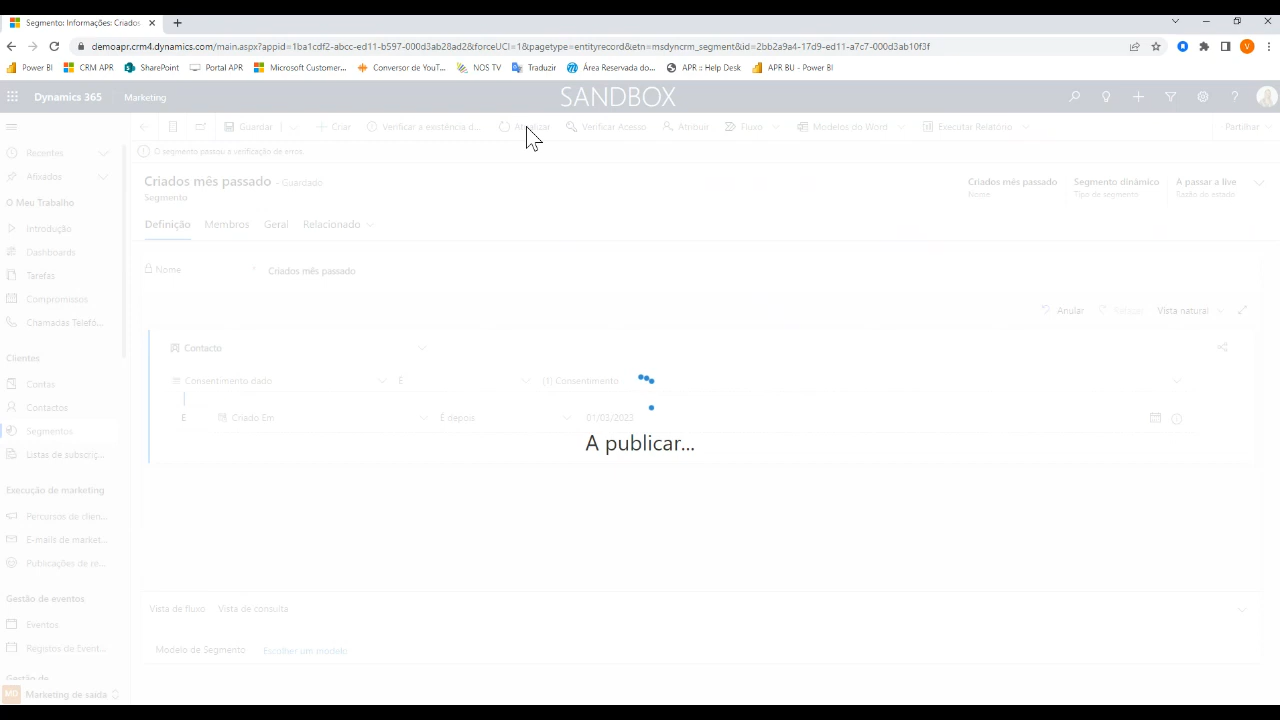 Segmento: Informações: Criados
demoapr.crm4.dynamics.com/main.aspx?appid=1ba1cdf2-abcc-ed11-b597-000d3ab28ad2&forceUCI=1&pagetype=entityrecord&etn=msdyncrm_segment&id=2bb3c9a4-17d9-ed11-a7c7-000d3ab10f3f
Power BI CRM APR SharePoint Portal APR Microsoft Customer... Conversor de YouT... NOS TV Traduzir Área Reservada do... APR :: Help Desk APR BU - Power BI
Dynamics 365 Marketing SANDBOX
Guardar Criar Verificar a existência d... Verificar Acesso Atribuir Fluxo Modelos do Word Executar Relatório Partilhar
O segmento passou a verificação de erros.
Recentes
Afixados
O Meu Trabalho
Introdução
Dashboards
Tarefas
Compromissos
Chamadas Telefó...
Clientes
Contas
Contactos
Segmentos
Listas de subscriç...
Execução de marketing
Percursos de clien...
E-mails de market...
Publicações de re...
Gestão de eventos
Eventos
Registos de Event...
Gestão de
MD Marketing de saída
Criados mês passado - Guardado
Segmento
Criados mês passado
Nome
Segmento dinâmico
Tipo de segmento
A passar a live
Razão do estado
Definição Membros Geral Relacionado
Nome * Criados mês passado
Anular Vista natural
Contacto
Consentimento dado É (1) Consentimento
E Criado Em É depois 01/03/2023
A publicar...
Vista de fluxo Vista de consulta
Modelo de Segmento Escolher um modelo